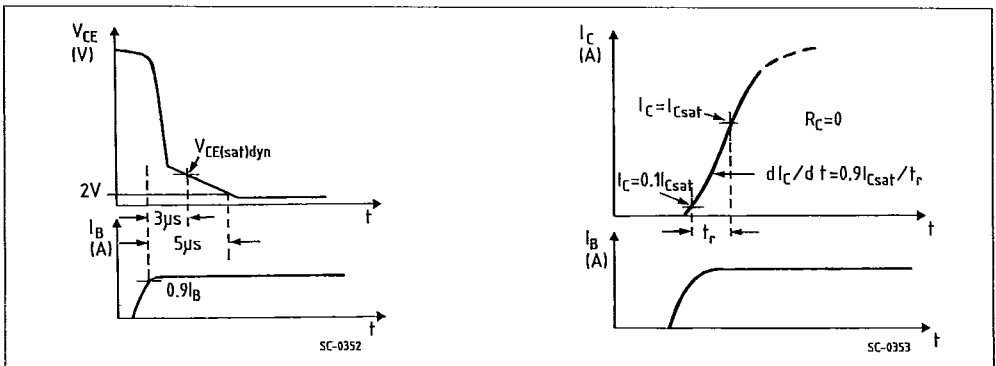 V_CE
(V)
V_CE(sat)dyn
2V
t
3µs
5µs
I_B
(A)
0.9I_B
t
SC-0352
I_C
(A)
I_C=I_Csat
R_C=0
I_C=0.1I_Csat
dI_C/dt=0.9I_Csat/t_r
t
t_r
I_B
(A)
t
SC-0353